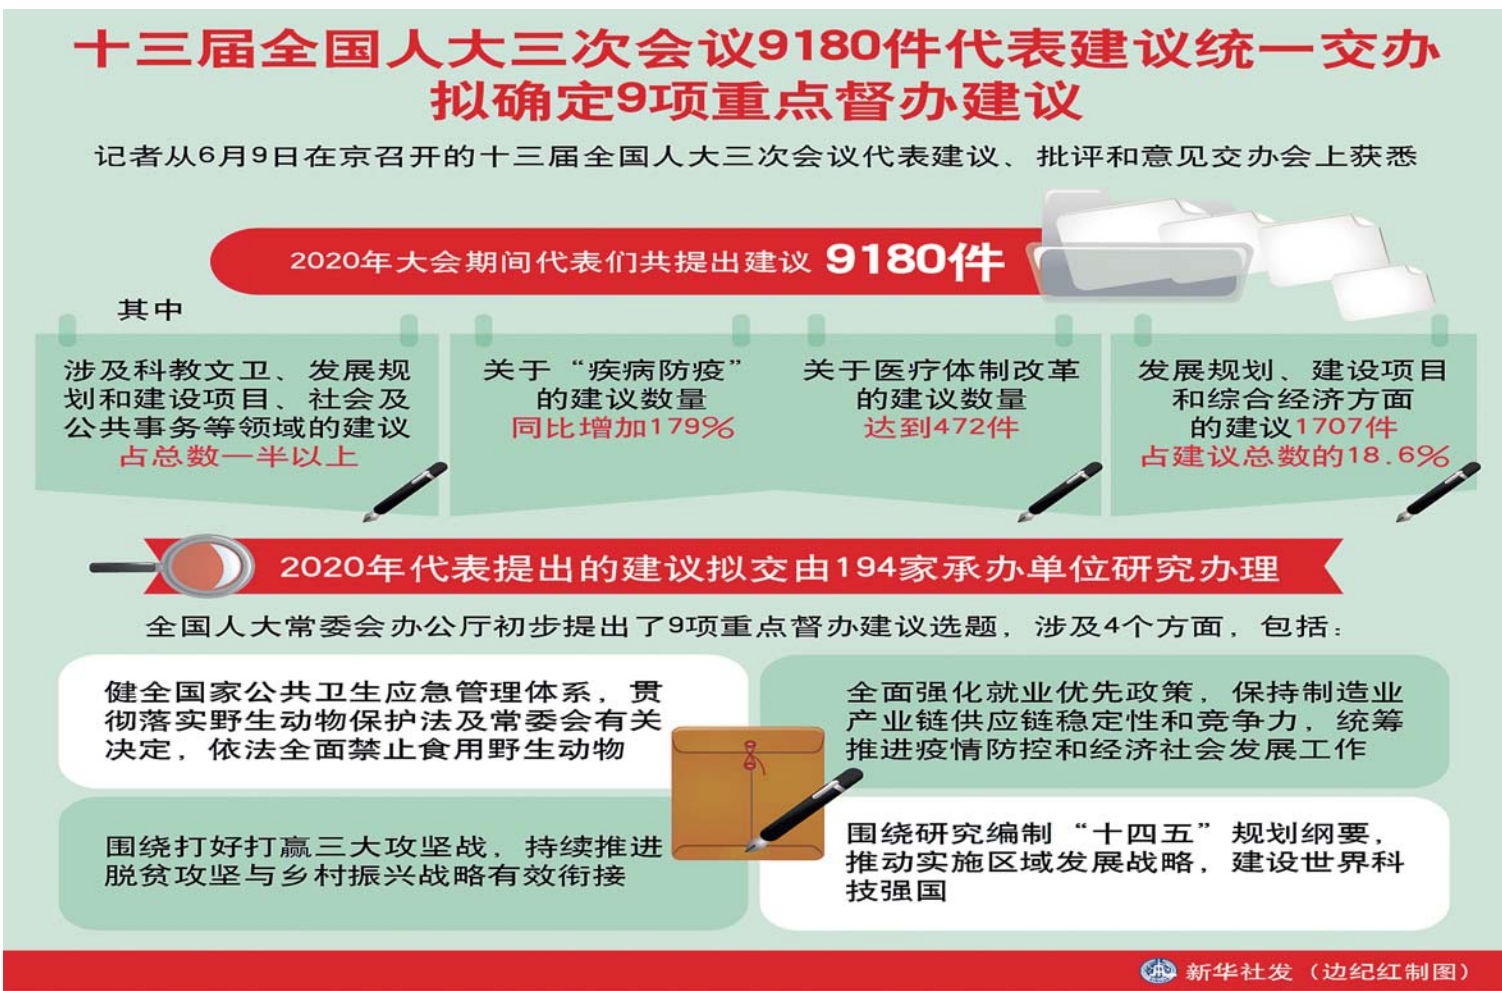 十三届全国人大三次会议9180件代表建议统一交办
拟确定9项重点督办建议
记者从6月9日在京召开的十三届全国人大三次会议代表建议、批评和意见交办会上获悉
2020年大会期间代表们共提出建议 9180件
其中
涉及科教文卫、发展规
划和建设项目、社会及
公共事务等领域的建议
占总数一半以上
关于“疾病防疫”
的建议数量
同比增加179%
关于医疗体制改革
的建议数量
达到472件
发展规划、建设项目
和综合经济方面
的建议1707件
占建议总数的18.6%
2020年代表提出的建议拟交由194家承办单位研究办理
全国人大常委会办公厅初步提出了9项重点督办建议选题，涉及4个方面，包括：
健全国家公共卫生应急管理体系，贯
彻落实野生动物保护法及常委会有关
决定，依法全面禁止食用野生动物
全面强化就业优先政策，保持制造业
产业链供应链稳定性和竞争力，统筹
推进疫情防控和经济社会发展工作
围绕打好打赢三大攻坚战，持续推进
脱贫攻坚与乡村振兴战略有效衔接
围绕研究编制“十四五”规划纲要，
推动实施区域发展战略，建设世界科
技强国
新华社发（边纪红制图）